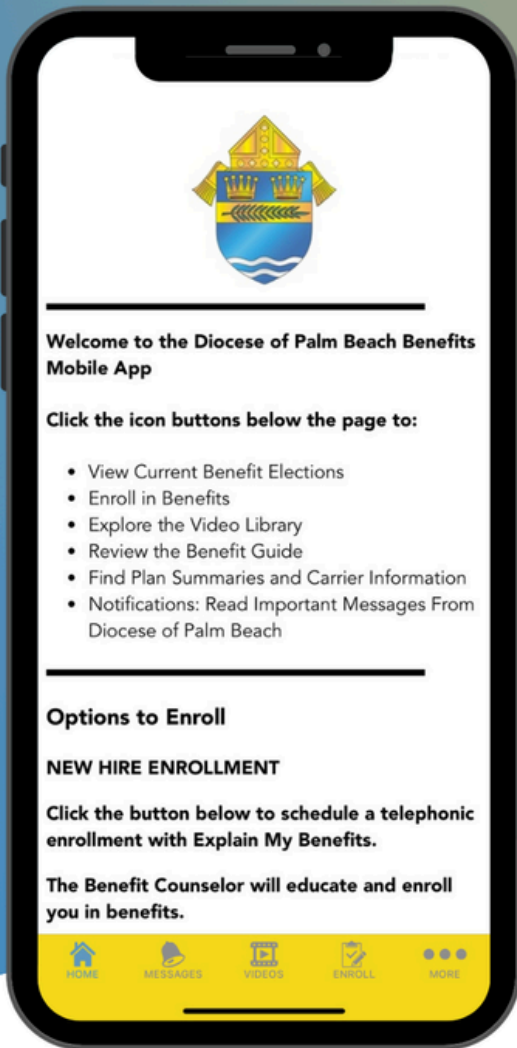 Welcome to the Diocese of Palm Beach Benefits
Mobile App
Click the icon buttons below the page to:
• View Current Benefit Elections
• Enroll in Benefits
• Explore the Video Library
• Review the Benefit Guide
• Find Plan Summaries and Carrier Information
• Notifications: Read Important Messages From
Diocese of Palm Beach
Options to Enroll
NEW HIRE ENROLLMENT
Click the button below to schedule a telephonic
enrollment with Explain My Benefits.
The Benefit Counselor will educate and enroll
you in benefits.
HOME MESSAGES VIDEOS ENROLL MORE